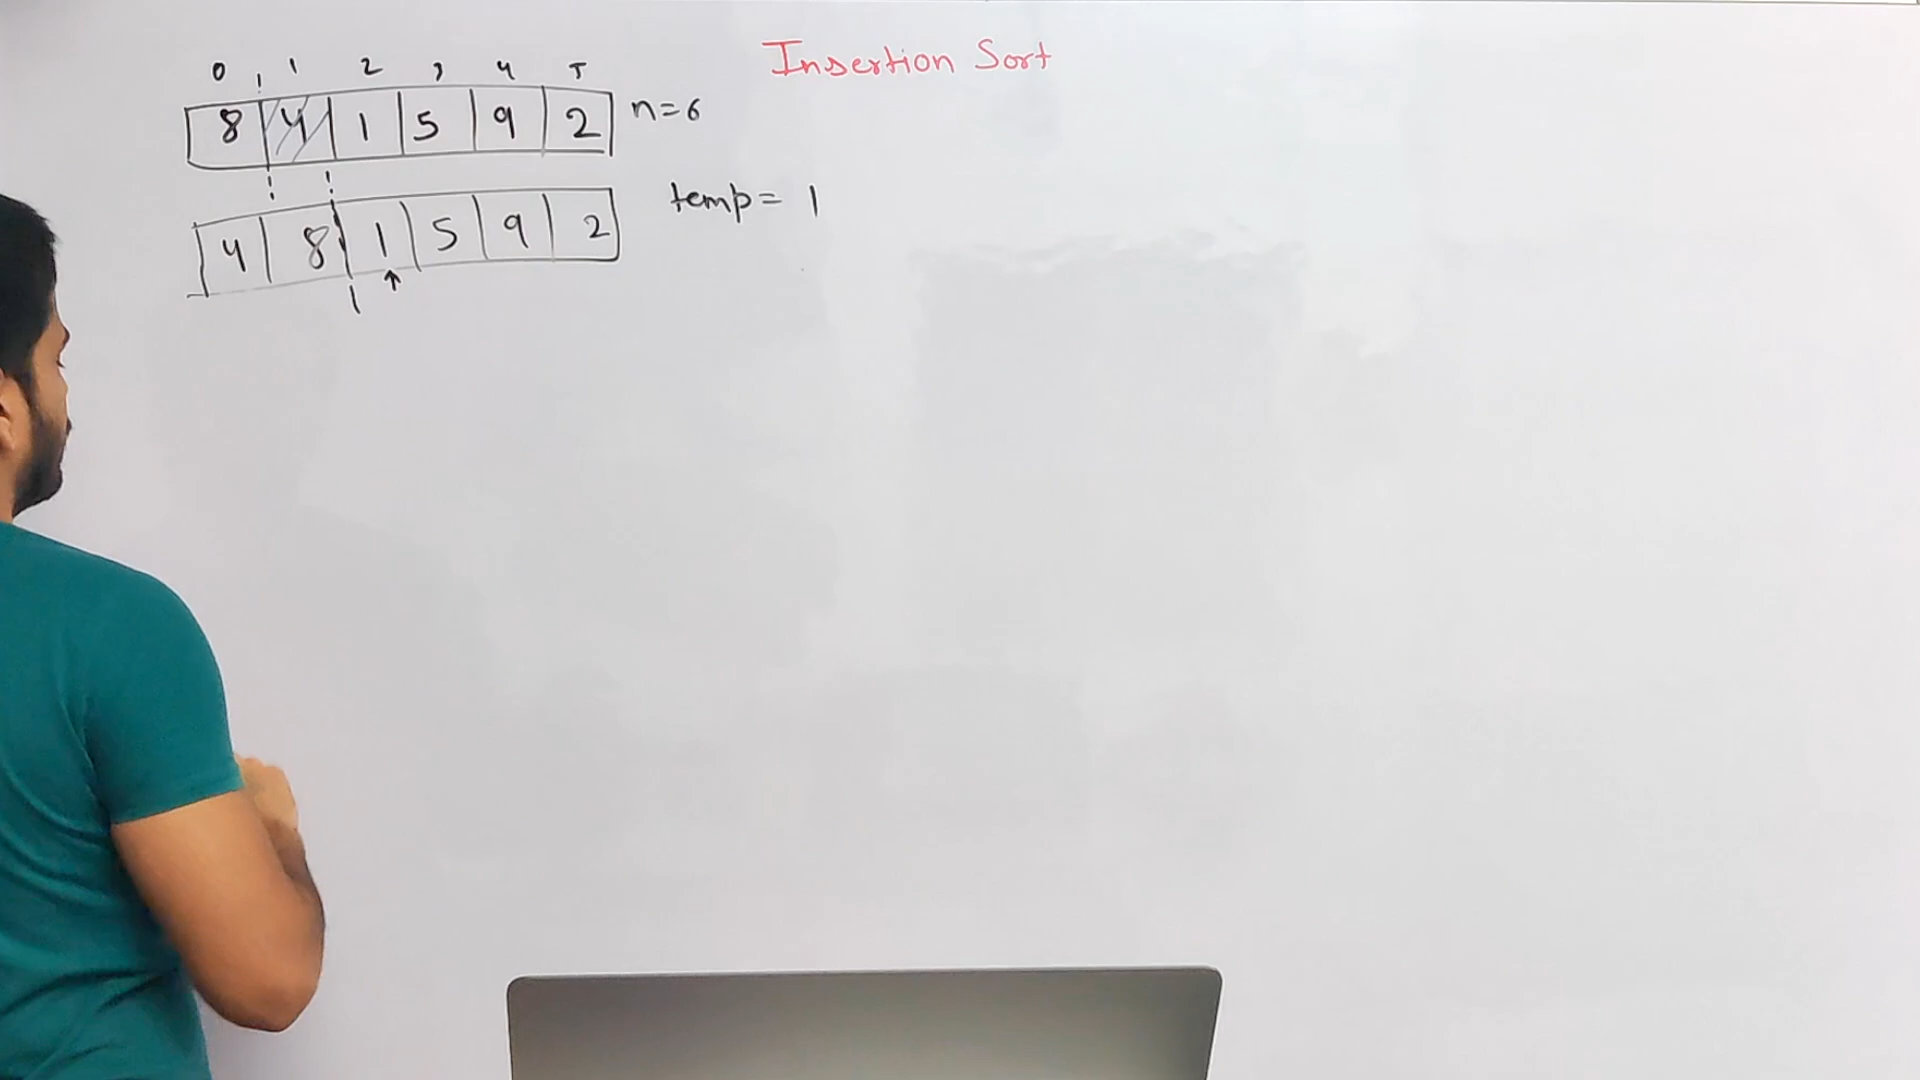 Insertion Sort
0 1 2 3 4 5
8 4 1 5 9 2 n=6
temp= 1
4 8 1 5 9 2